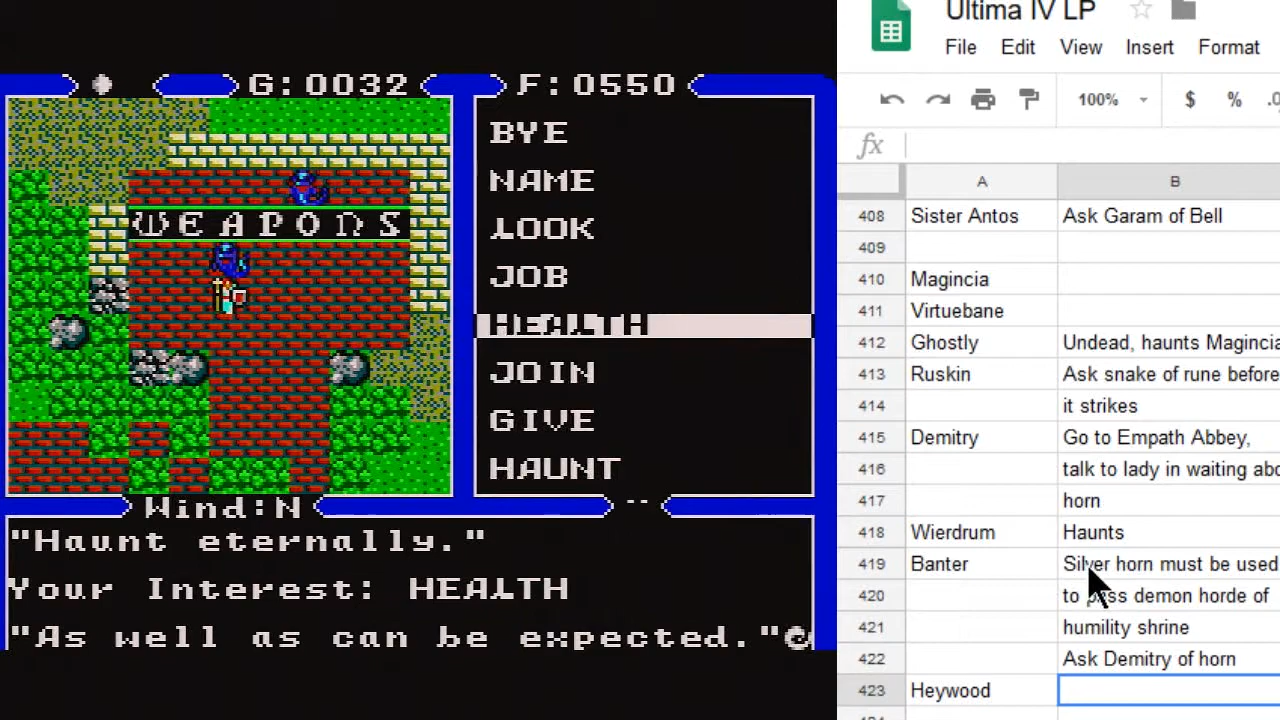 G:0032
F:0550
WEAPONS
BYE
NAME
LOOK
JOB
HEALTH
JOIN
GIVE
HAUNT
Wind:N
--
"Haunt eternally."
Your Interest: HEALTH
"As well as can be expected."
Ultima IV LP
File Edit View Insert Format
100% $ % .0
fx
A B
408 Sister Antos Ask Garam of Bell
409
410 Magincia
411 Virtuebane
412 Ghostly Undead, haunts Magincia
413 Ruskin Ask snake of rune before
414 it strikes
415 Demitry Go to Empath Abbey,
416 talk to lady in waiting abo
417 horn
418 Wierdrum Haunts
419 Banter Silver horn must be used
420 to pass demon horde of
421 humility shrine
422 Ask Demitry of horn
423 Heywood